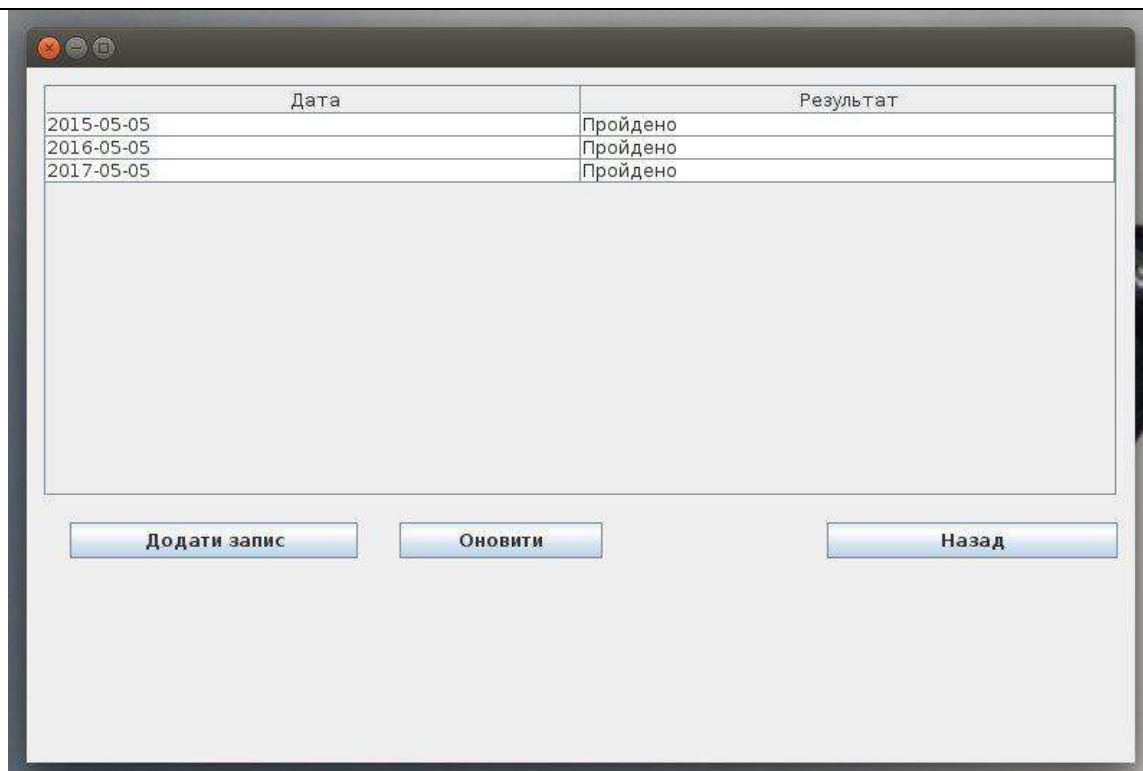 Дата Результат
2015-05-05 Пройдено
2016-05-05 Пройдено
2017-05-05 Пройдено
Додати запис Оновити Назад